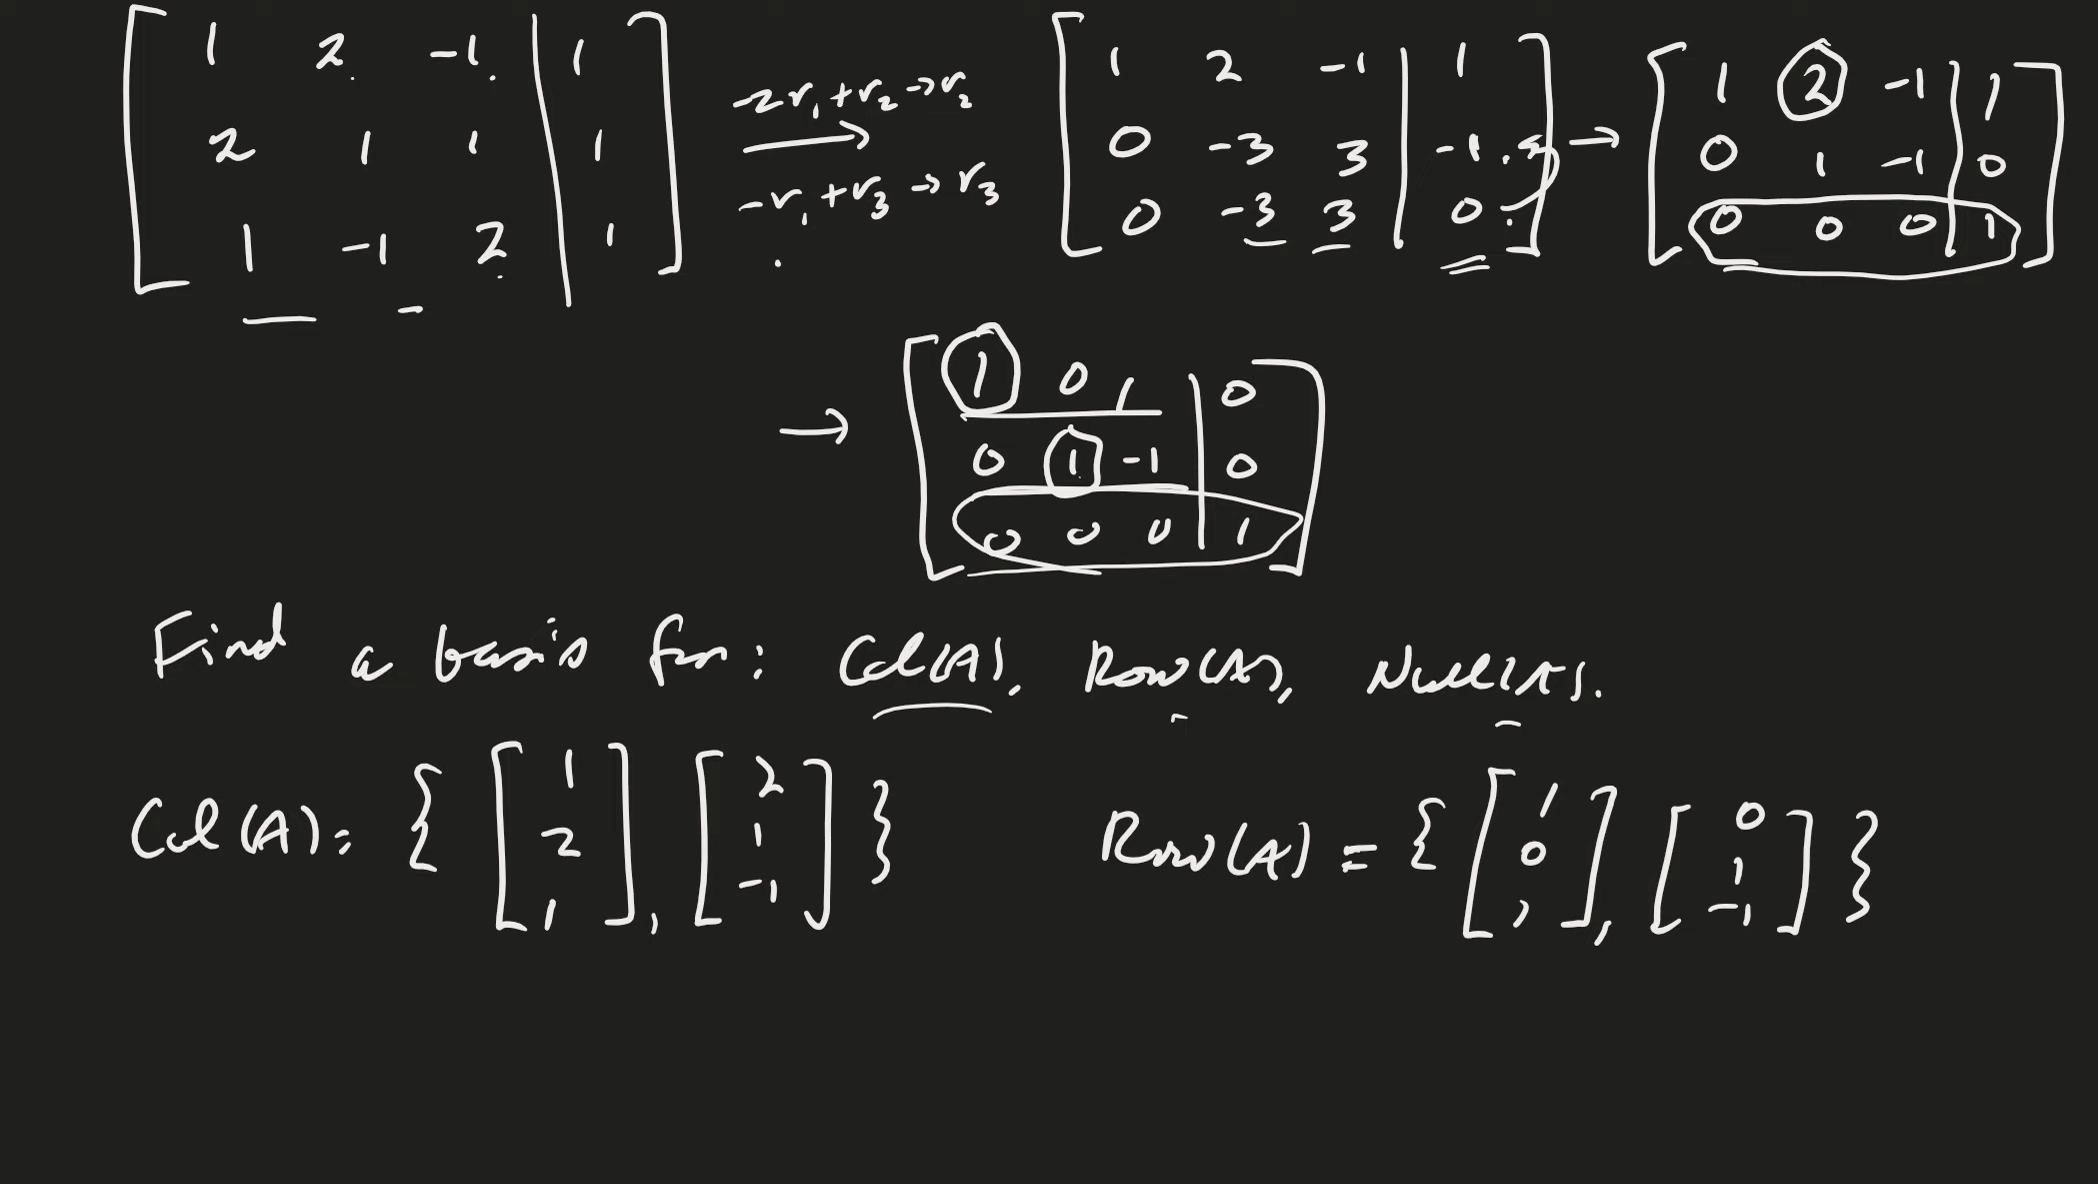 [ 1 2 -1 | 1 ] -2r₁+r₂→r₂ [ 1 2 -1 | 1 ] → [ 1 2 -1 | 1 ]
[ 2 1 1 | 1 ] → [ 0 -3 3 | -1 ] [ 0 1 -1 | 0 ]
[ 1 -1 2 | 1 ] -r₁+r₃→r₃ [ 0 -3 3 | 0 ] [ 0 0 0 | 1 ]
→ [ 1 0 1 | 0 ]
[ 0 1 -1 | 0 ]
[ 0 0 0 | 1 ]
Find a basis for: Col(A), Row(A), Null(A).
Col(A): { [ 1 2 1 ], [ 2 1 -1 ] } Row(A) = { [ 1 0 1 ], [ 0 1 -1 ] }